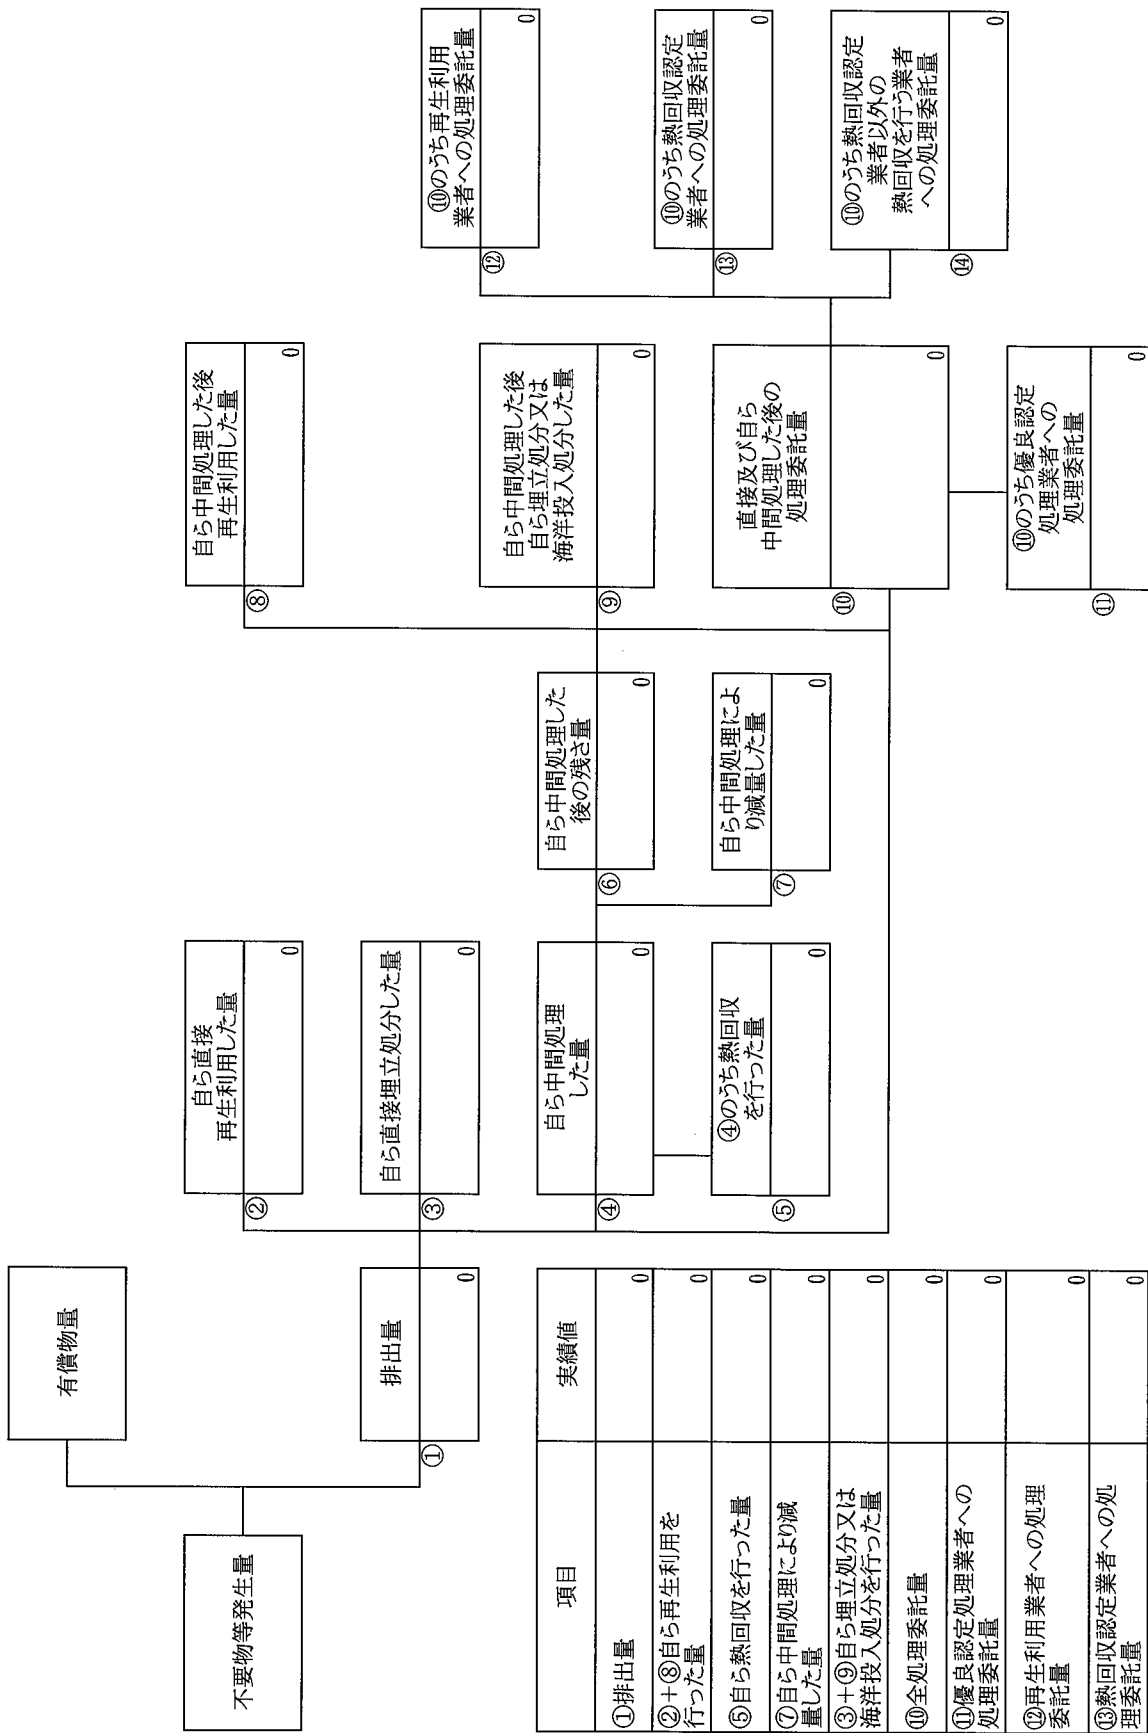 不要物等発生量
有償物量
①
排出量
0
②
自ら直接
再生利用した量
0
③
自ら直接埋立処分した量
0
④
自ら中間処理
した量
0
⑤
④のうち熱回収
を行った量
0
⑥
自ら中間処理した
後の残さ量
0
⑦
自ら中間処理によ
り減量した量
0
⑧
自ら中間処理した後
再生利用した量
0
⑨
自ら中間処理した後
自ら埋立処分又は
海洋投入処分した量
0
⑩
直接及び自ら
中間処理した後の
処理委託量
0
⑪
⑩のうち優良認定
処理業者への
処理委託量
0
⑫
⑩のうち再生利用
業者への処理委託量
0
⑬
⑩のうち熱回収認定
業者への処理委託量
0
⑭
⑩のうち熱回収認定
業者以外の
熱回収を行う業者
への処理委託量
0
項目
実績値
①排出量
0
②+⑧自ら再生利用を
行った量
0
⑤自ら熱回収を行った量
0
⑦自ら中間処理により減
量した量
0
③+⑨自ら埋立処分又は
海洋投入処分を行った量
0
⑩全処理委託量
0
⑪優良認定処理業者への
処理委託量
0
⑫再生利用業者への処理
委託量
0
⑬熱回収認定業者への処
理委託量
0